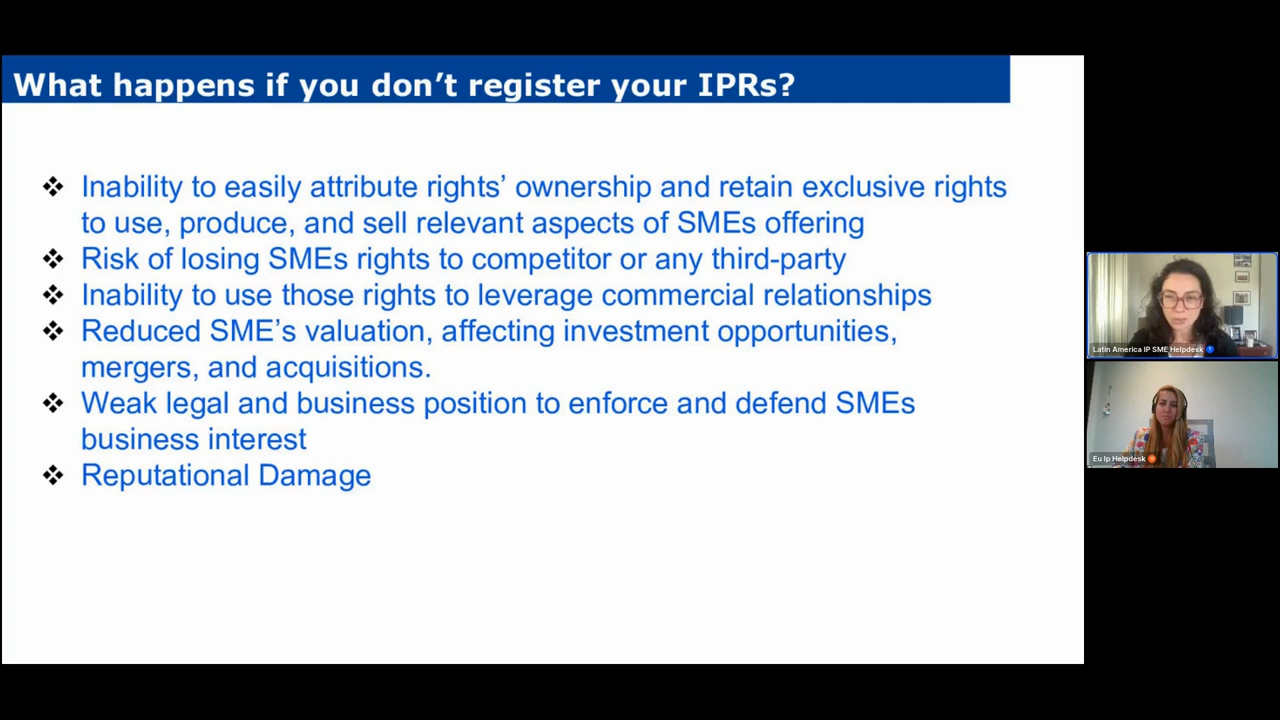 What happens if you don’t register your IPRs?
❖ Inability to easily attribute rights’ ownership and retain exclusive rights
to use, produce, and sell relevant aspects of SMEs offering
❖ Risk of losing SMEs rights to competitor or any third-party
❖ Inability to use those rights to leverage commercial relationships
❖ Reduced SME’s valuation, affecting investment opportunities,
mergers, and acquisitions.
❖ Weak legal and business position to enforce and defend SMEs
business interest
❖ Reputational Damage
Latin America IP SME Helpdesk
Eu Ip Helpdesk